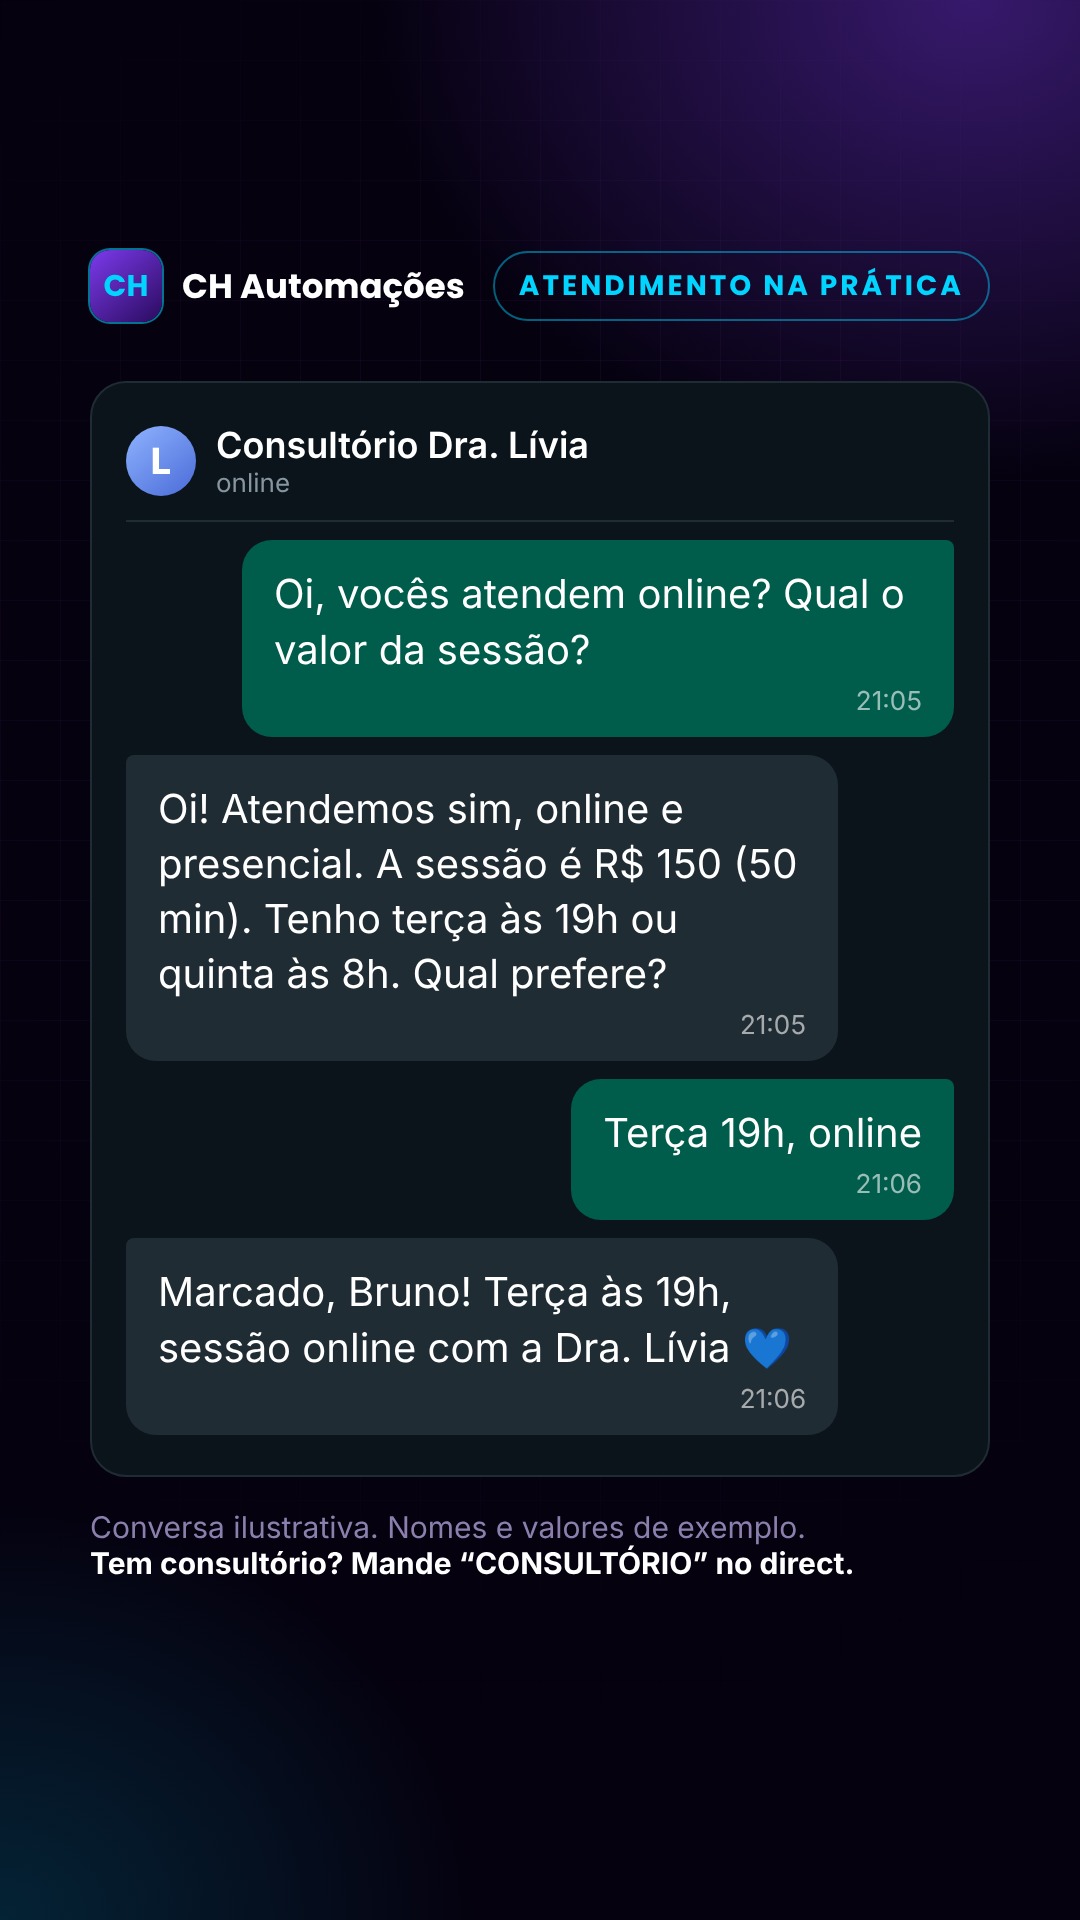 CH
CH Automações
ATENDIMENTO NA PRÁTICA
L
Consultório Dra. Lívia
online
Oi, vocês atendem online? Qual o
valor da sessão?
21:05
Oi! Atendemos sim, online e
presencial. A sessão é R$ 150 (50
min). Tenho terça às 19h ou
quinta às 8h. Qual prefere?
21:05
Terça 19h, online
21:06
Marcado, Bruno! Terça às 19h,
sessão online com a Dra. Lívia 💙
21:06
Conversa ilustrativa. Nomes e valores de exemplo.
Tem consultório? Mande “CONSULTÓRIO” no direct.